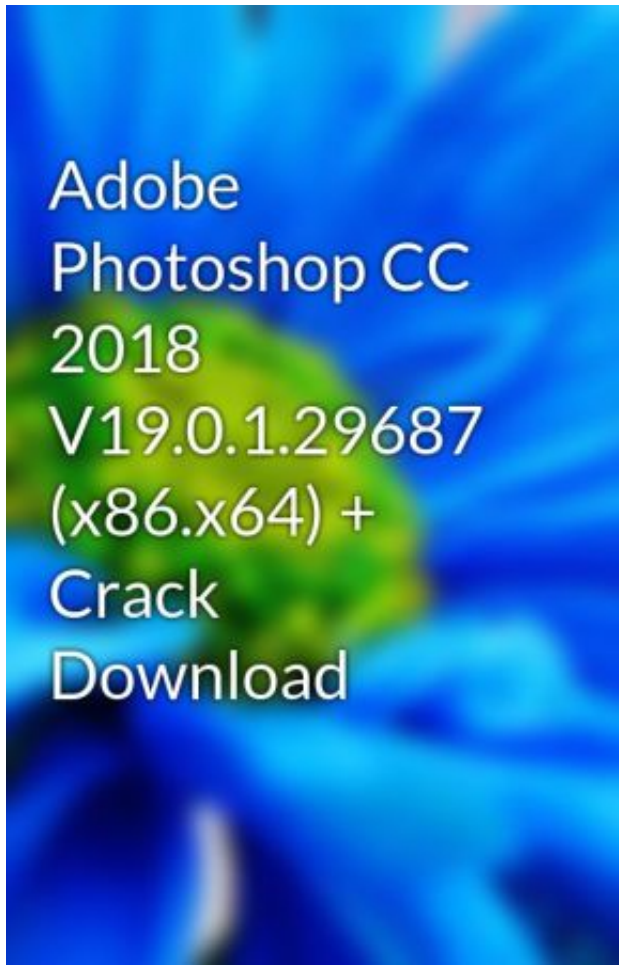 Adobe
Photoshop CC
2018
V19.0.1.29687
(x86.x64) +
Crack
Download